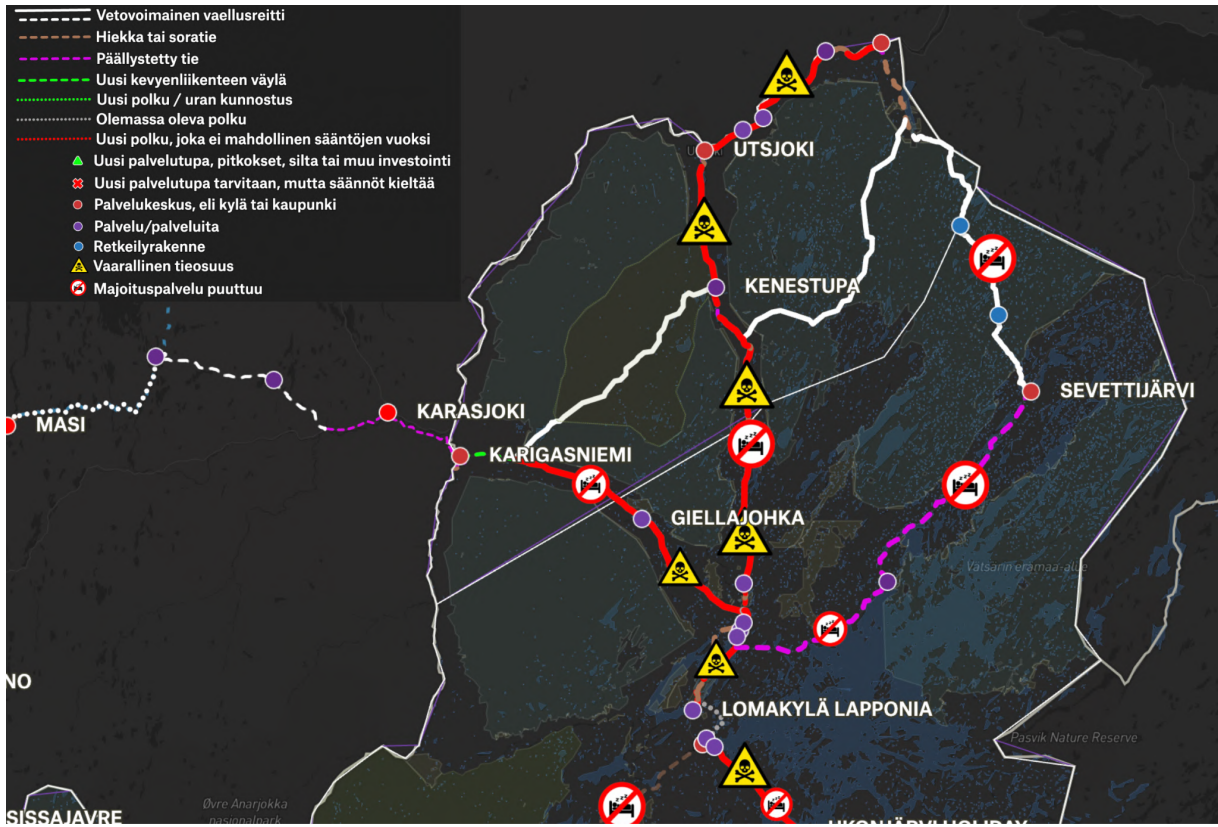 Vetovoimainen vaellusreitti
Hiekka tai soratie
Päällystetty tie
Uusi kevyenliikenteen väylä
Uusi polku / uran kunnostus
Olemassa oleva polku
Uusi polku, joka ei mahdollinen sääntöjen vuoksi
Uusi palvelutupa, pitkokset, silta tai muu investointi
Uusi palvelutupa tarvitaan, mutta säännöt kieltää
Palvelukeskus, eli kylä tai kaupunki
Palvelu/palveluita
Retkeilyrakenne
Vaarallinen tieosuus
Majoituspalvelu puuttuu
UTSJOKI
KENESTUPA
SEVETTIJÄRVI
KARASJOKI
MASI
KARIGASNIEMI
GIELLAJOHKA
Vätsärin erämaa-alue
NO
LOMAKYLÄ LAPPONIA
Pasvik Nature Reserve
Øvre Anarjokka
nasjonalpark
SISSAJAVRE
UKONJÄRVI HOLIDAY